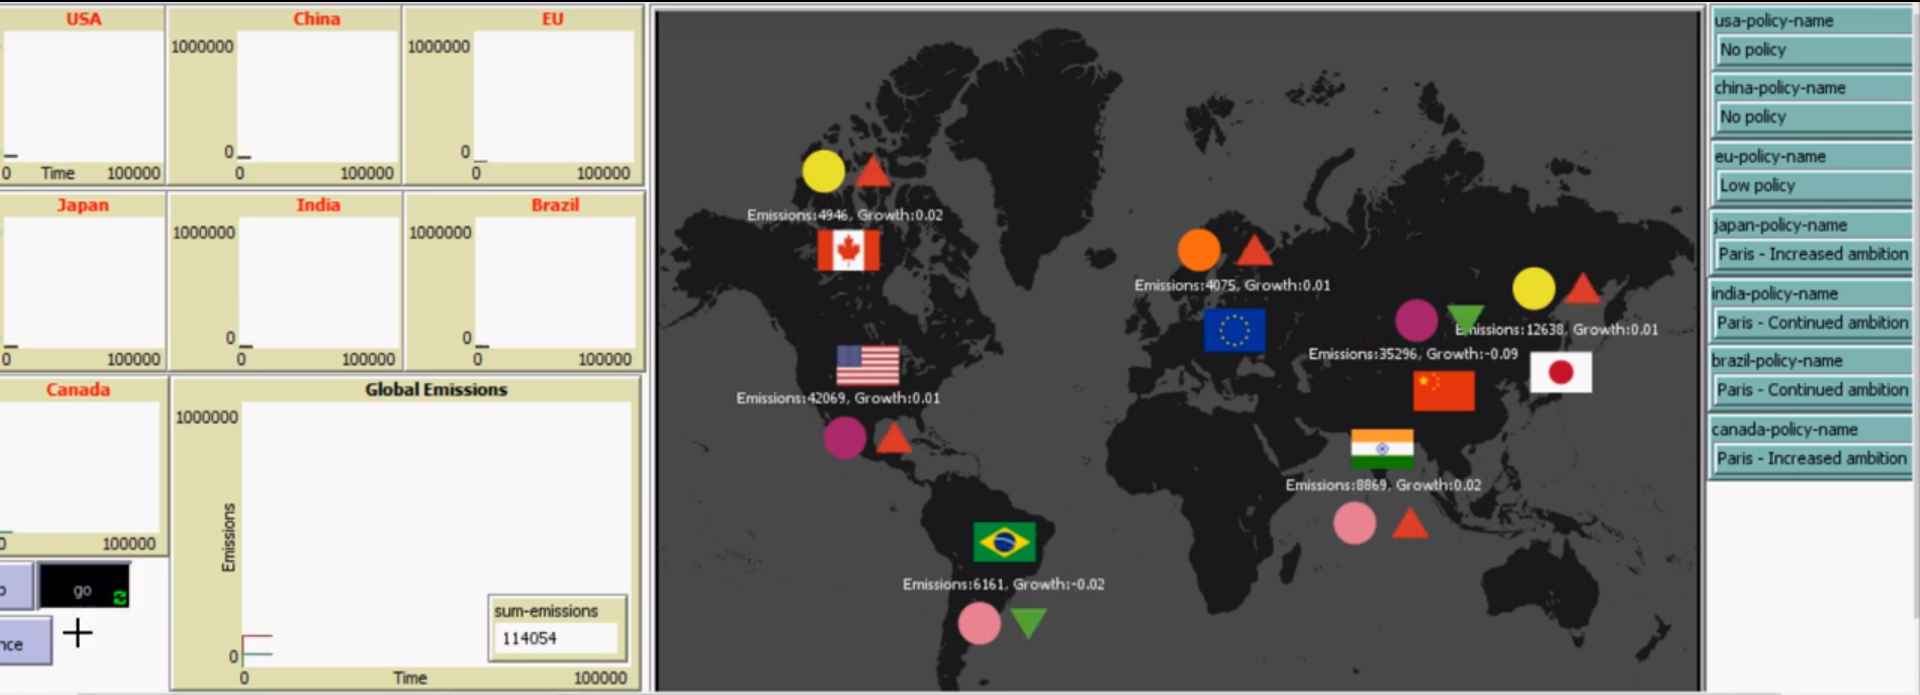 USA
0
Time
100000
China
1000000
0
0
100000
EU
1000000
0
0
100000
Japan
0
100000
India
1000000
0
0
100000
Brazil
1000000
0
0
100000
Canada
0
100000
go
nce
Global Emissions
1000000
Emissions
0
0
Time
100000
sum-emissions
114054
Emissions:4946, Growth:0.02
Emissions:4075, Growth:0.01
Emissions:12638, Growth:0.01
Emissions:35296, Growth:-0.09
Emissions:42069, Growth:0.01
Emissions:8869, Growth:0.02
Emissions:6161, Growth:-0.02
usa-policy-name
No policy
china-policy-name
No policy
eu-policy-name
Low policy
japan-policy-name
Paris - Increased ambition
india-policy-name
Paris - Continued ambition
brazil-policy-name
Paris - Continued ambition
canada-policy-name
Paris - Increased ambition